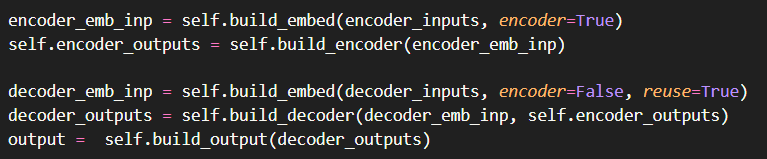 encoder_emb_inp = self.build_embed(encoder_inputs, encoder=True)
self.encoder_outputs = self.build_encoder(encoder_emb_inp)

decoder_emb_inp = self.build_embed(decoder_inputs, encoder=False, reuse=True)
decoder_outputs = self.build_decoder(decoder_emb_inp, self.encoder_outputs)
output =  self.build_output(decoder_outputs)